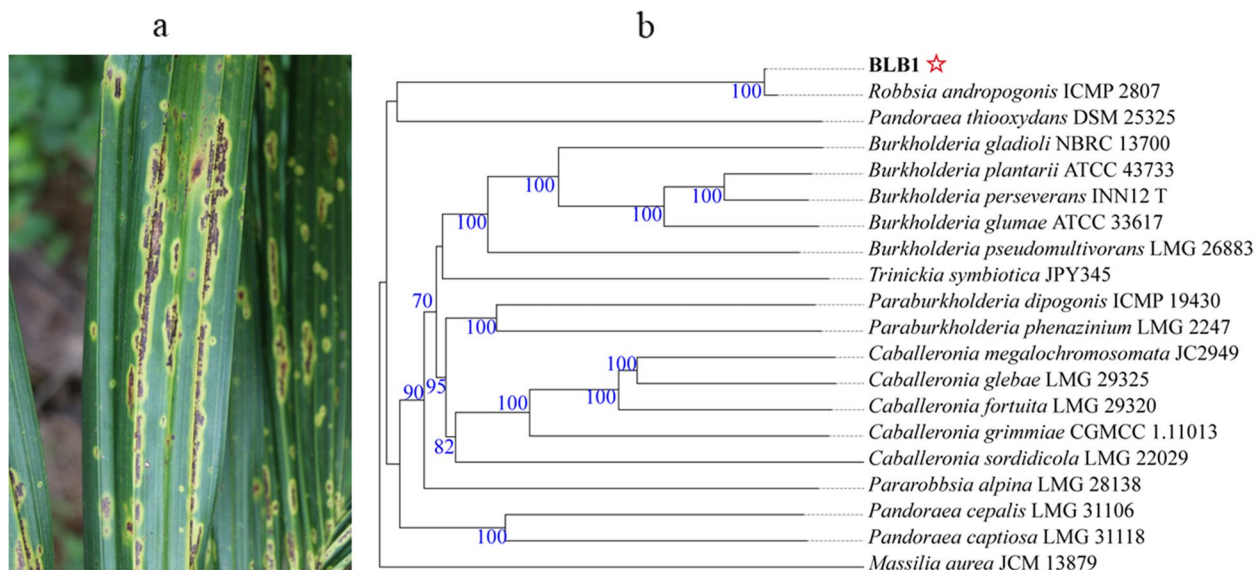 a
b
BLB1 ☆
100
Robbsia andropogonis ICMP 2807
Pandoraea thiooxydans DSM 25325
Burkholderia gladioli NBRC 13700
Burkholderia plantarii ATCC 43733
100
100
Burkholderia perseverans INN12 T
100
100
Burkholderia glumae ATCC 33617
Burkholderia pseudomultivorans LMG 26883
Trinickia symbiotica JPY345
70
Paraburkholderia dipogonis ICMP 19430
100
Paraburkholderia phenazinium LMG 2247
Caballeronia megalochromosomata JC2949
100
Caballeronia glebae LMG 29325
90
95
100
100
Caballeronia fortuita LMG 29320
Caballeronia grimmiae CGMCC 1.11013
82
Caballeronia sordidicola LMG 22029
Pararobbsia alpina LMG 28138
Pandoraea cepalis LMG 31106
100
Pandoraea captiosa LMG 31118
Massilia aurea JCM 13879